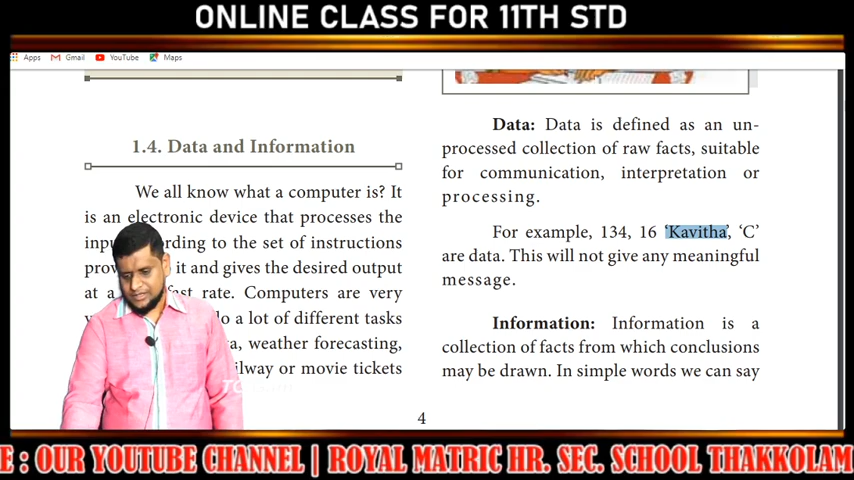 ONLINE CLASS FOR 11TH STD
Apps Gmail YouTube Maps
1.4. Data and Information
We all know what a computer is? It
is an electronic device that processes the
according to the set of instructions
it and gives the desired output
at a fast rate. Computers are very
do a lot of different tasks
weather forecasting,
or movie tickets
Data: Data is defined as an un-
processed collection of raw facts, suitable
for communication, interpretation or
processing.
For example, 134, 16 ‘Kavitha’, ‘C’
are data. This will not give any meaningful
message.
Information: Information is a
collection of facts from which conclusions
may be drawn. In simple words we can say
4
: OUR YOUTUBE CHANNEL | ROYAL MATRIC HR. SEC. SCHOOL THAKKOLAM